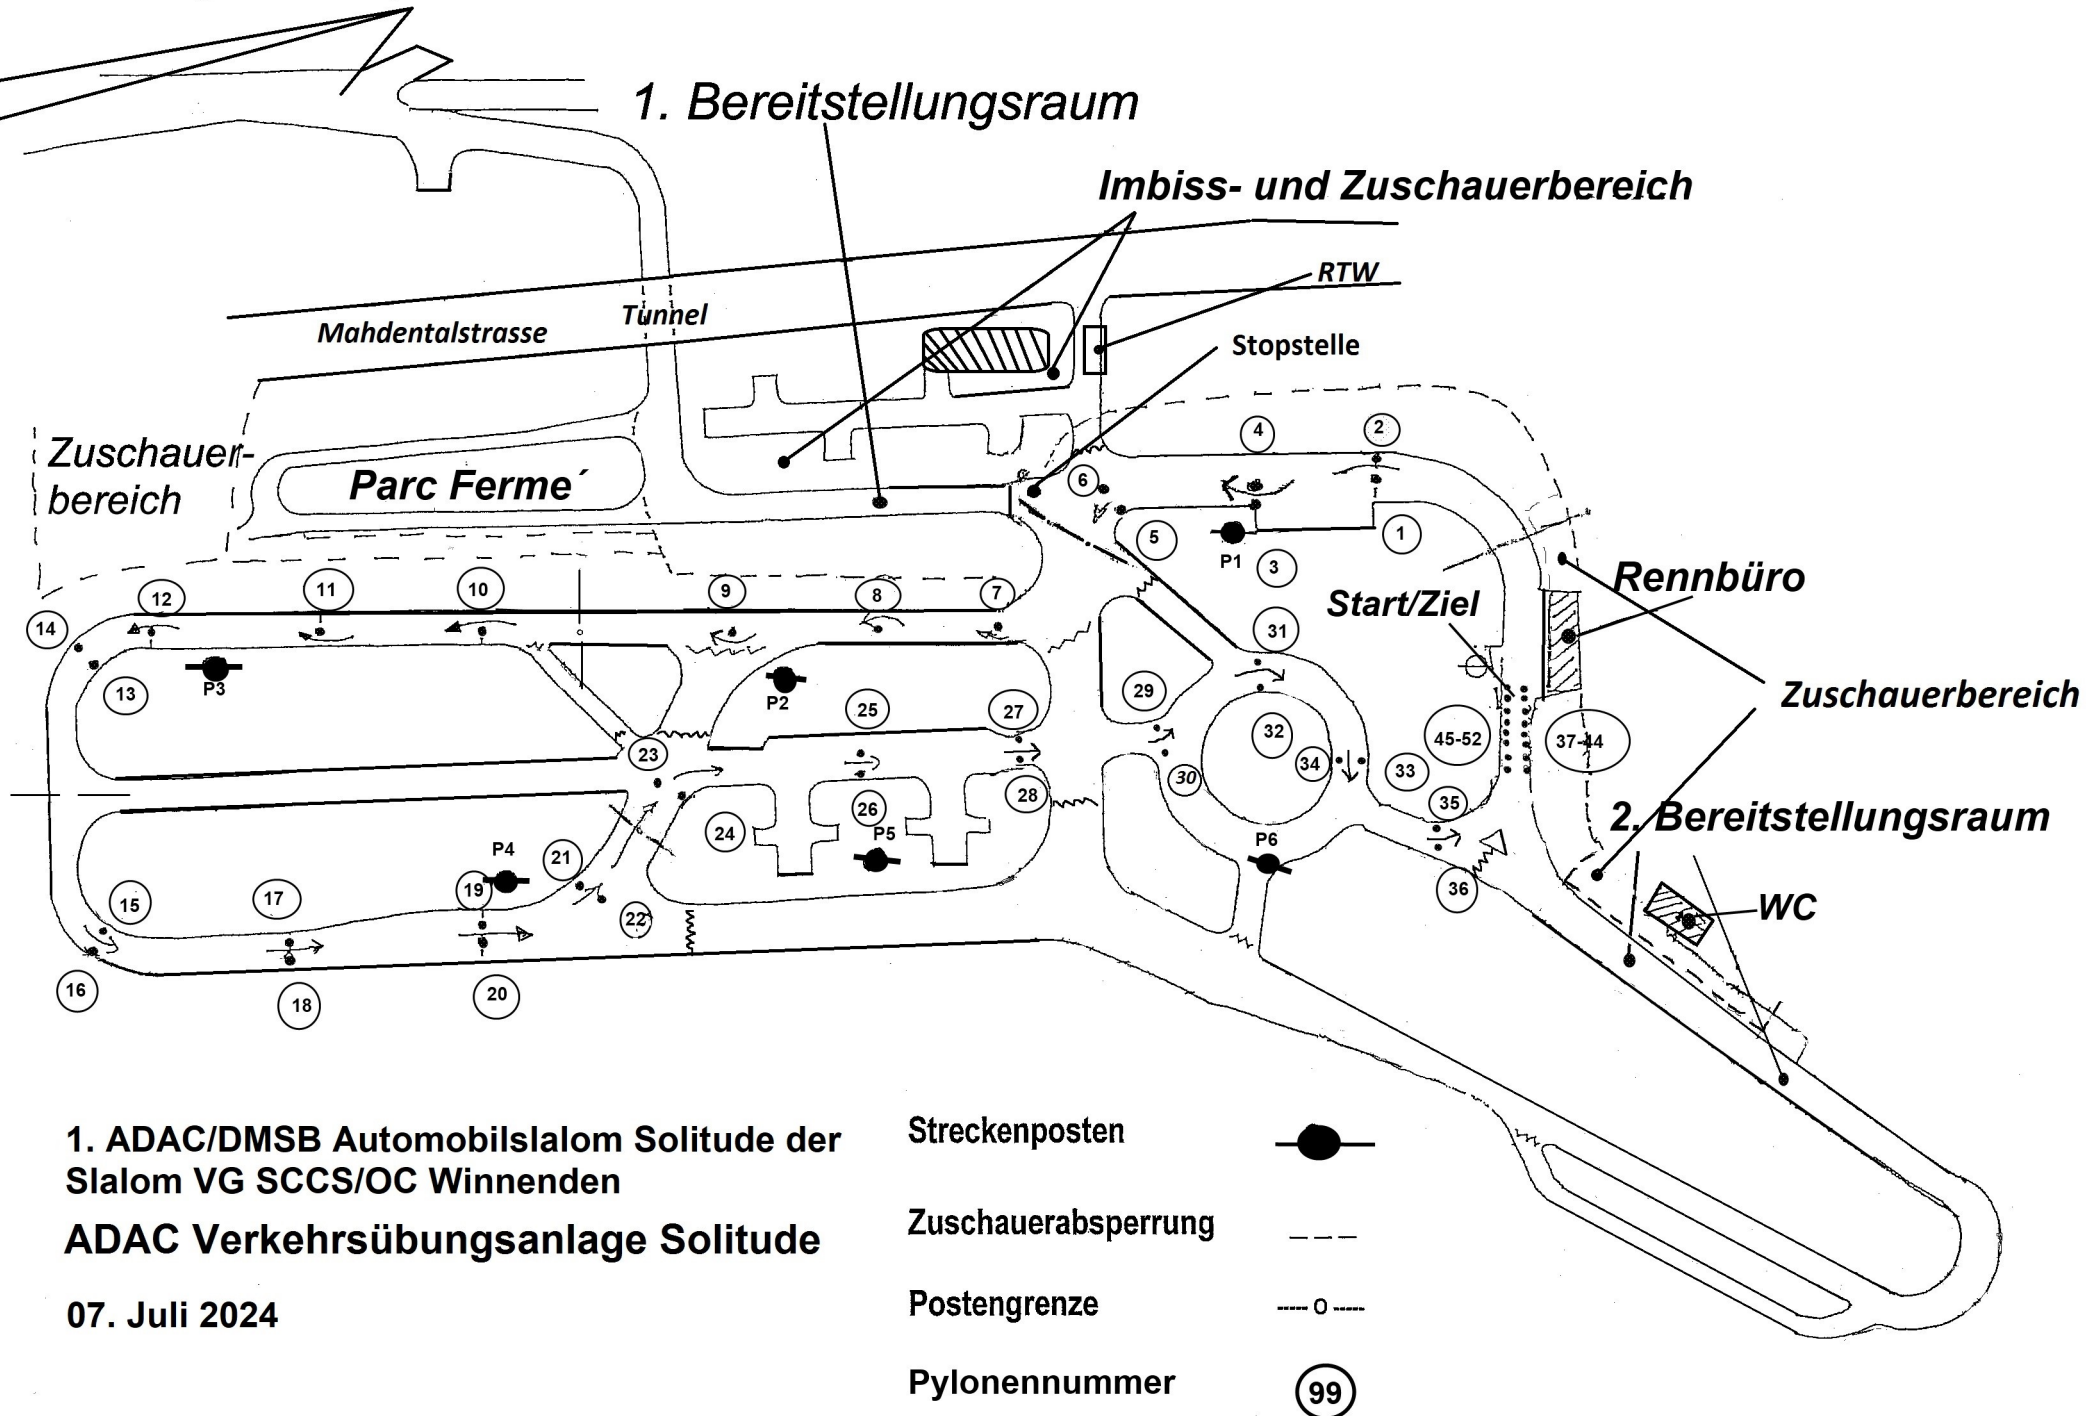 1. Bereitstellungsraum
Imbiss- und Zuschauerbereich
RTW
Mahdentalstrasse
Tunnel
Stopstelle
Zuschauer-
bereich
Parc Ferme´
4
2
6
5
P1
3
1
Rennbüro
Start/Ziel
14
12
11
10
9
8
7
31
13
P3
P2
25
27
29
32
34
33
45-52
37-44
Zuschauerbereich
23
30
28
26
35
2. Bereitstellungsraum
24
P5
P6
P4
21
19
17
15
22
36
WC
16
18
20
1. ADAC/DMSB Automobilslalom Solitude der
Slalom VG SCCS/OC Winnenden
ADAC Verkehrsübungsanlage Solitude
07. Juli 2024
Streckenposten
Zuschauerabsperrung
Postengrenze
Pylonennummer
99